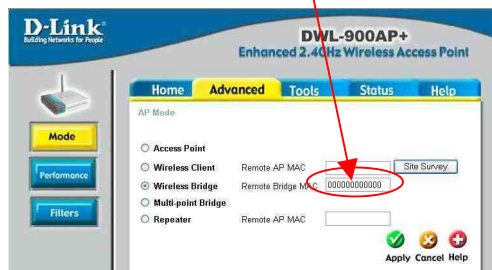 D-Link
Building Networks for People
DWL-900AP+
Enhanced 2.4GHz Wireless Access Point
Home Advanced Tools Status Help
Mode
Performance
Filters
AP Mode
Access Point
Wireless Client Remote AP MAC Site Survey
Wireless Bridge Remote Bridge MAC 000000000000
Multi-point Bridge
Repeater Remote AP MAC
Apply Cancel Help